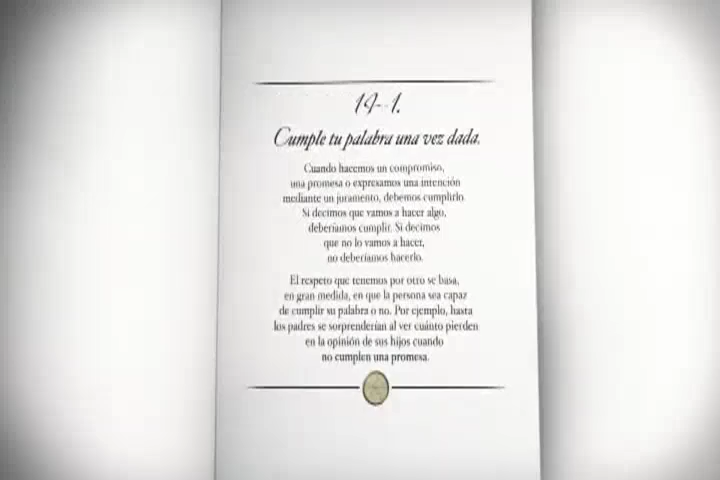 14-1.
Cumple tu palabra una vez dada.
Cuando hacemos un compromiso,
una promesa o expresamos una intención
mediante un juramento, debemos cumplirlo.
Si decimos que vamos a hacer algo,
deberíamos cumplir. Si decimos
que no lo vamos a hacer,
no deberíamos hacerlo.
El respeto que tenemos por otro se basa,
en gran medida, en que la persona sea capaz
de cumplir su palabra o no. Por ejemplo, hasta
los padres se sorprenderían al ver cuánto pierden
en la opinión de sus hijos cuando
no cumplen una promesa.